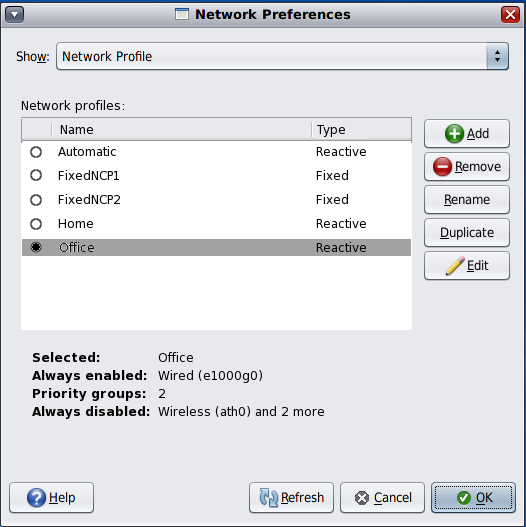 Network Preferences
Show: Network Profile
Network profiles:
Name Type
Automatic Reactive
FixedNCP1 Fixed
FixedNCP2 Fixed
Home Reactive
Office Reactive
Add
Remove
Rename
Duplicate
Edit
Selected: Office
Always enabled: Wired (e1000g0)
Priority groups: 2
Always disabled: Wireless (ath0) and 2 more
Help Refresh Cancel OK